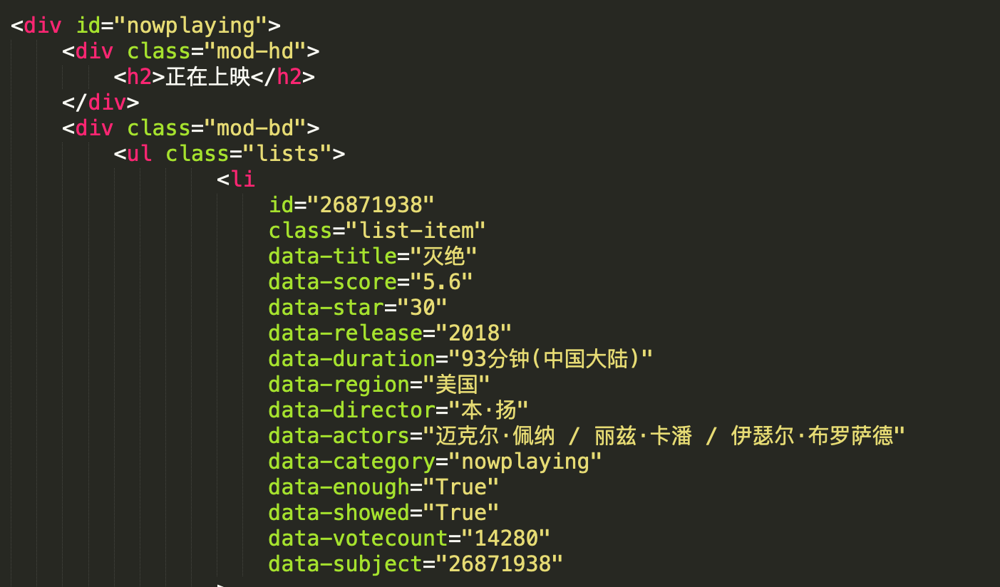 <div id="nowplaying">
<div class="mod-hd">
<h2>正在上映</h2>
</div>
<div class="mod-bd">
<ul class="lists">
<li
id="26871938"
class="list-item"
data-title="灭绝"
data-score="5.6"
data-star="30"
data-release="2018"
data-duration="93分钟(中国大陆)"
data-region="美国"
data-director="本·扬"
data-actors="迈克尔·佩纳 / 丽兹·卡潘 / 伊瑟尔·布罗萨德"
data-category="nowplaying"
data-enough="True"
data-showed="True"
data-votecount="14280"
data-subject="26871938"